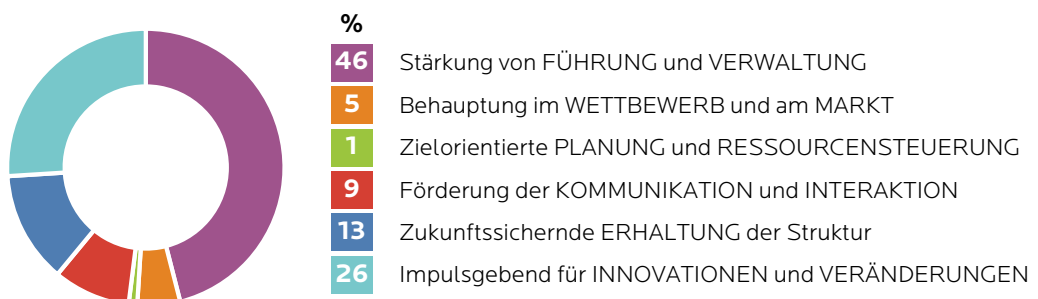 %
46 Stärkung von FÜHRUNG und VERWALTUNG
5 Behauptung im WETTBEWERB und am MARKT
1 Zielorientierte PLANUNG und RESSOURCENSTEUERUNG
9 Förderung der KOMMUNIKATION und INTERAKTION
13 Zukunftssichernde ERHALTUNG der Struktur
26 Impulsgebend für INNOVATIONEN und VERÄNDERUNGEN